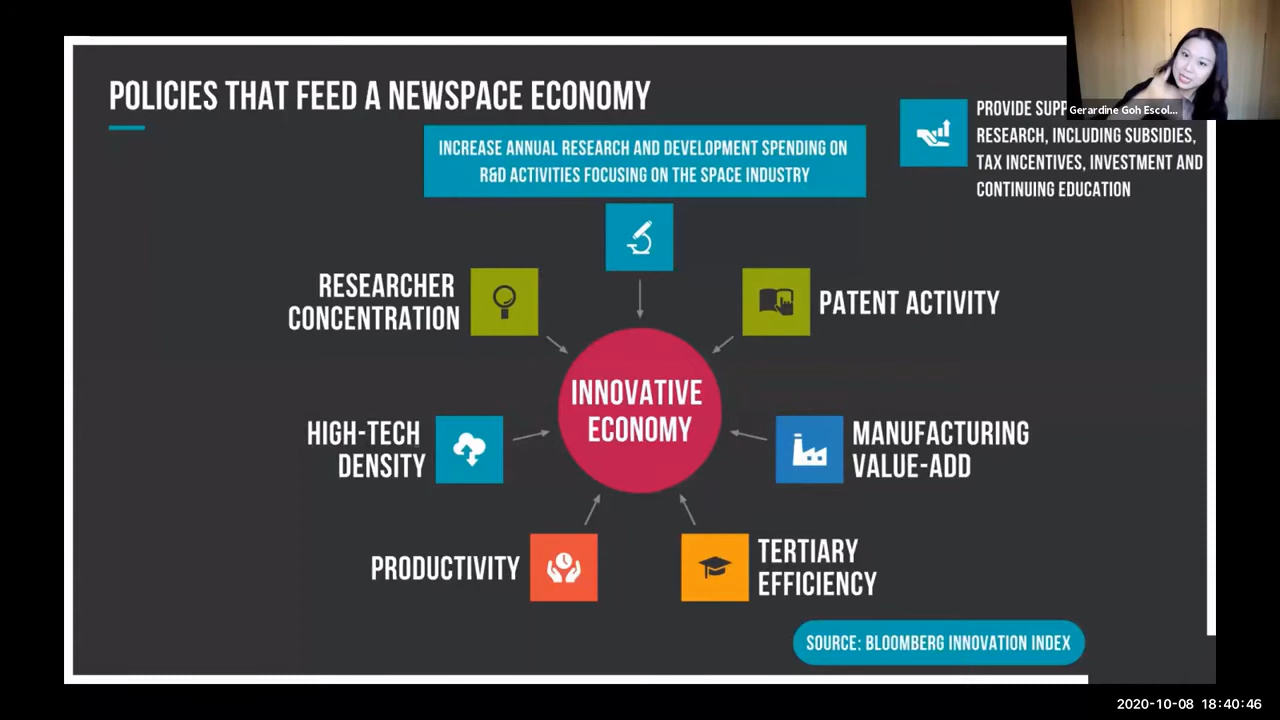 POLICIES THAT FEED A NEWSPACE ECONOMY
Gerardine Goh Escol...
PROVIDE
RESEARCH, INCLUDING SUBSIDIES,
TAX INCENTIVES, INVESTMENT AND
CONTINUING EDUCATION
INCREASE ANNUAL RESEARCH AND DEVELOPMENT SPENDING ON
R&D ACTIVITIES FOCUSING ON THE SPACE INDUSTRY
RESEARCHER
CONCENTRATION
PATENT ACTIVITY
INNOVATIVE
ECONOMY
HIGH-TECH
DENSITY
MANUFACTURING
VALUE-ADD
PRODUCTIVITY
TERTIARY
EFFICIENCY
SOURCE: BLOOMBERG INNOVATION INDEX
2020-10-08 18:40:46